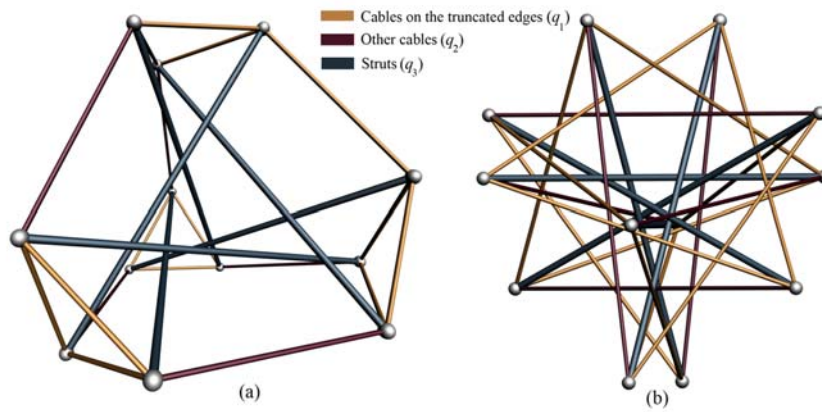 Cables on the truncated edges (q1)
Other cables (q2)
Struts (q3)
(a)
(b)